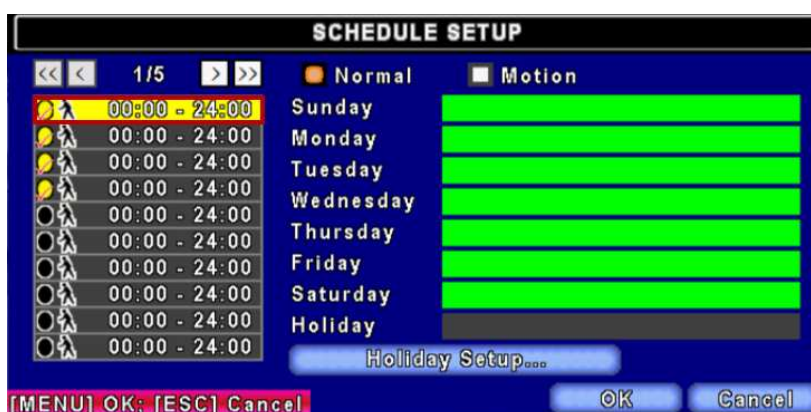 SCHEDULE SETUP
<< < 1/5 > >>
Normal Motion
00:00 - 24:00
00:00 - 24:00
00:00 - 24:00
00:00 - 24:00
00:00 - 24:00
00:00 - 24:00
00:00 - 24:00
00:00 - 24:00
00:00 - 24:00
00:00 - 24:00
Sunday
Monday
Tuesday
Wednesday
Thursday
Friday
Saturday
Holiday
Holiday Setup...
[MENU] OK; [ESC] Cancel
OK Cancel